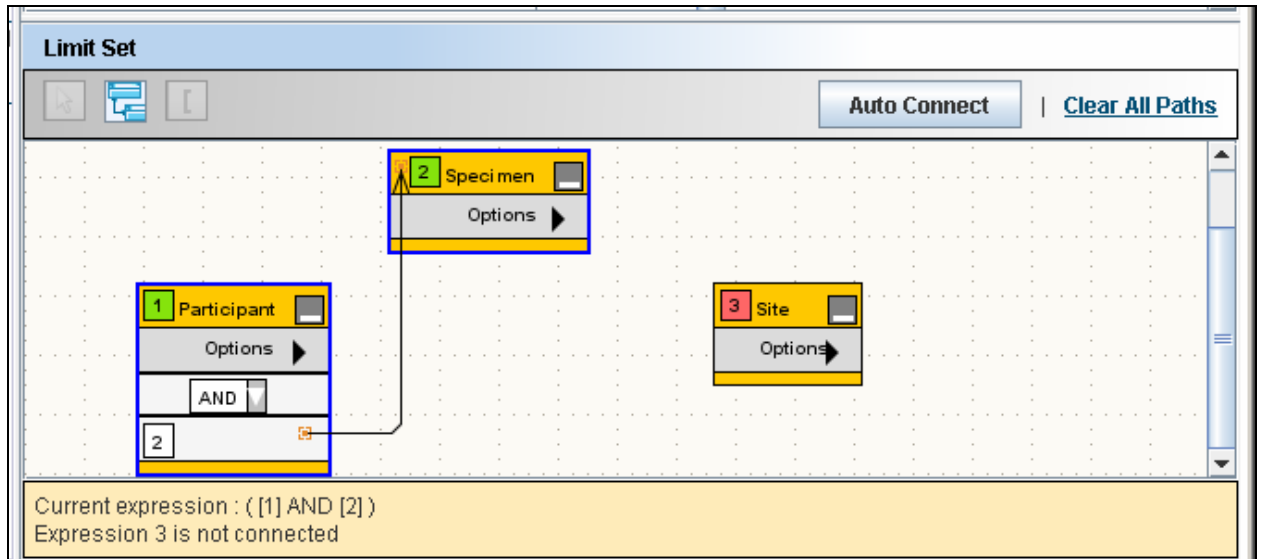 Limit Set
[
Auto Connect | Clear All Paths
2 Specimen
Options
1 Participant
Options
AND
2
3 Site
Options
Current expression : ( [1] AND [2] )
Expression 3 is not connected